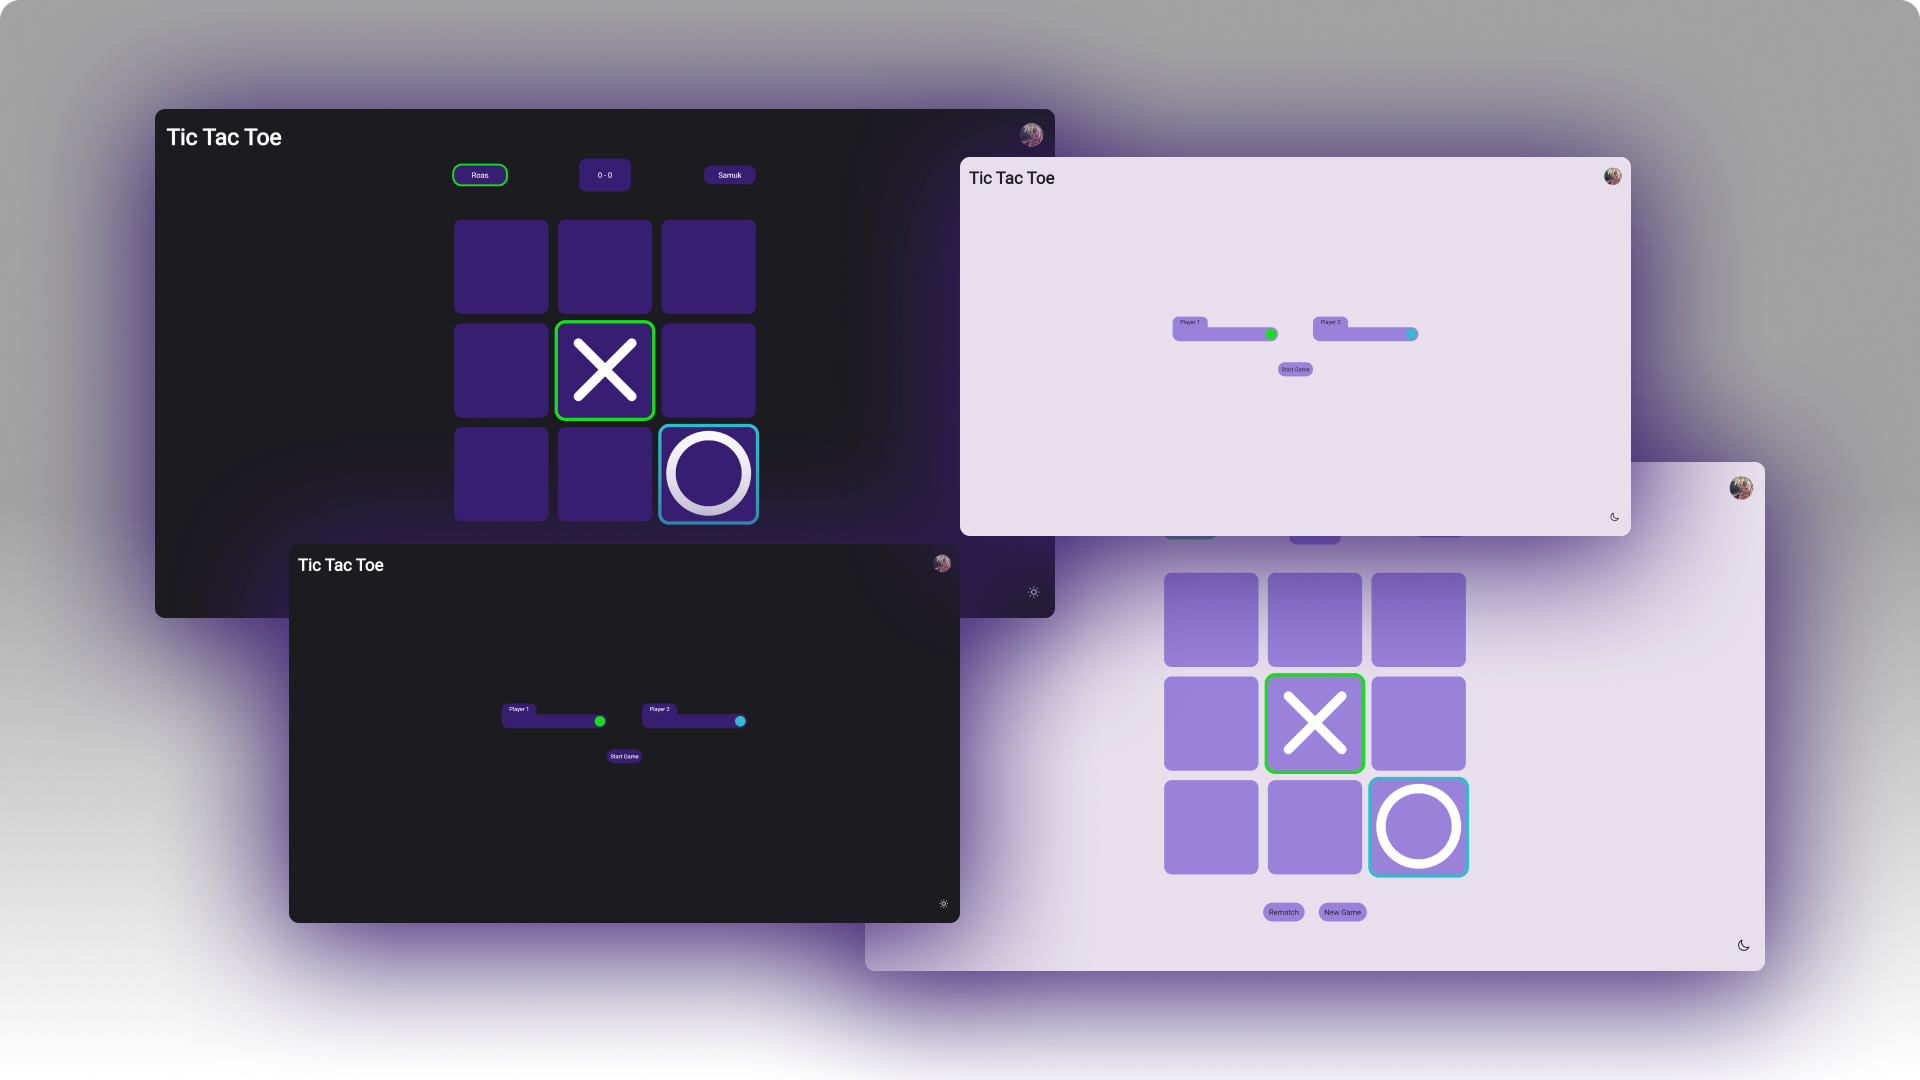 Tic Tac Toe
Roas
0 - 0
Samuk
Tic Tac Toe
Player 1
Player 2
Start Game
Tic Tac Toe
Player 1
Player 2
Start Game
Rematch
New Game